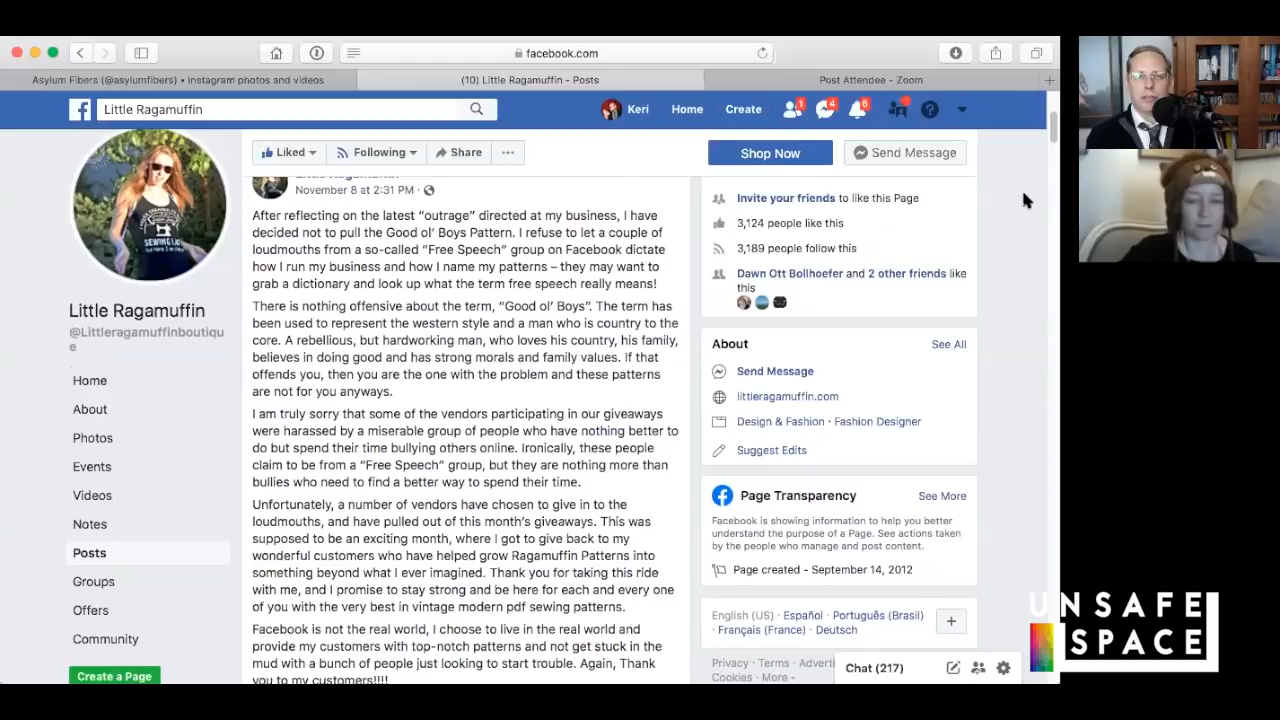 facebook.com
Asylum Fibers (@asylumfibers) • Instagram photos and videos
(10) Little Ragamuffin - Posts
Post Attendee - Zoom
Little Ragamuffin
Keri
Home
Create
1
4
6
Liked
Following
Share
Shop Now
Send Message
November 8 at 2:31 PM
After reflecting on the latest “outrage” directed at my business, I have
decided not to pull the Good ol’ Boys Pattern. I refuse to let a couple of
loudmouths from a so-called “Free Speech” group on Facebook dictate
how I run my business and how I name my patterns – they may want to
grab a dictionary and look up what the term free speech really means!
There is nothing offensive about the term, “Good ol’ Boys”. The term has
been used to represent the western style and a man who is country to the
core. A rebellious, but hardworking man, who loves his country, his family,
believes in doing good and has strong morals and family values. If that
offends you, then you are the one with the problem and these patterns
are not for you anyways.
I am truly sorry that some of the vendors participating in our giveaways
were harassed by a miserable group of people who have nothing better to
do but spend their time bullying others online. Ironically, these people
claim to be from a “Free Speech” group, but they are nothing more than
bullies who need to find a better way to spend their time.
Unfortunately, a number of vendors have chosen to give in to the
loudmouths, and have pulled out of this month’s giveaways. This was
supposed to be an exciting month, where I got to give back to my
wonderful customers who have helped grow Ragamuffin Patterns into
something beyond what I ever imagined. Thank you for taking this ride
with me, and I promise to stay strong and be here for each and every one
of you with the very best in vintage modern pdf sewing patterns.
Facebook is not the real world, I choose to live in the real world and
provide my customers with top-notch patterns and not get stuck in the
mud with a bunch of people just looking to start trouble. Again, Thank
you to my customers!!!!
Little Ragamuffin
@Littleragamuffinboutiqu
e
Home
About
Photos
Events
Videos
Notes
Posts
Groups
Offers
Community
Create a Page
Invite your friends to like this Page
3,124 people like this
3,189 people follow this
Dawn Ott Bollhoefer and 2 other friends like
this
About
See All
Send Message
littleragamuffin.com
Design & Fashion · Fashion Designer
Suggest Edits
Page Transparency
See More
Facebook is showing information to help you better
understand the purpose of a Page. See actions taken
by the people who manage and post content.
Page created - September 14, 2012
English (US) · Español · Português (Brasil)
· Français (France) · Deutsch
Privacy · Terms ·
Cookies · More
Chat (217)
UNSAFE
SPACE